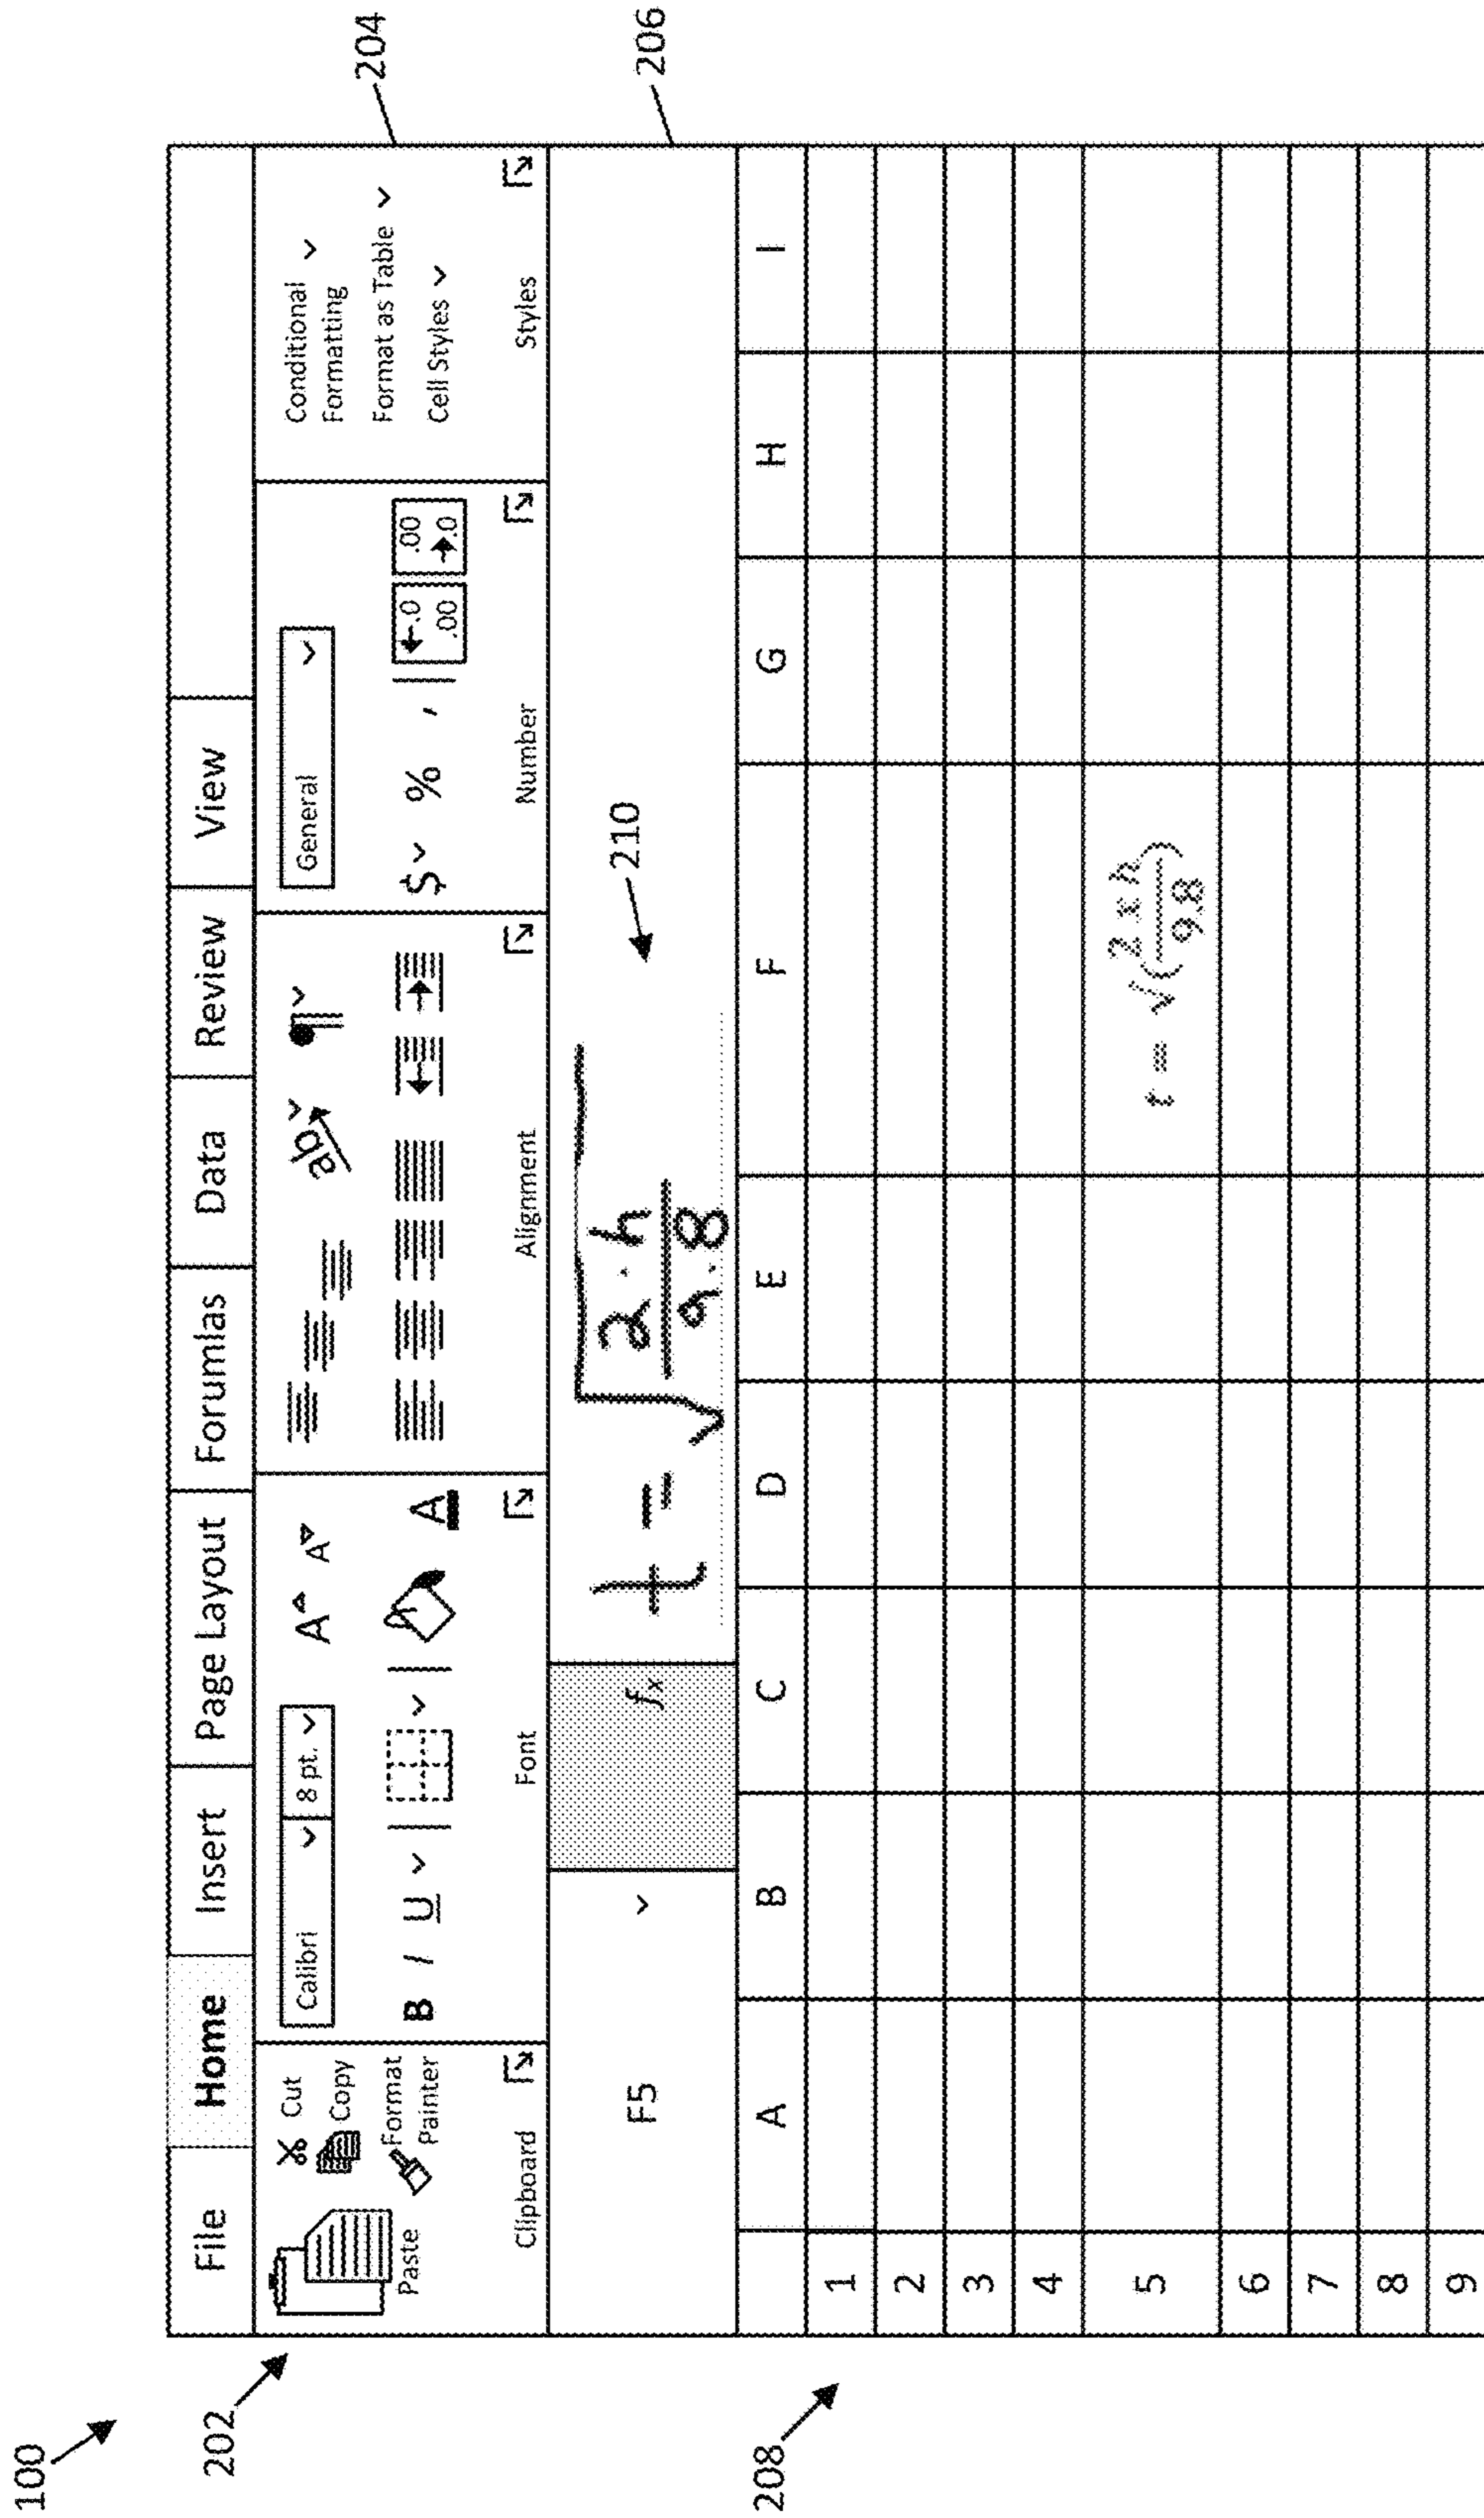 100
202
204
206
208
210
File Home Insert Page Layout Forumlas Data Review View
Paste
Cut
Copy
Format
Painter
Clipboard
Calibri 8 pt. A A
B I U A
Font
ab
Alignment
General
$ % , .0 .00 .00 .0
Number
Conditional
Formatting
Format as Table
Cell Styles
Styles
F5 fx t = √(2 · h / 9.8)
A B C D E F G H I
1
2
3
4
5 t = √(2 x h / 9.8)
6
7
8
9